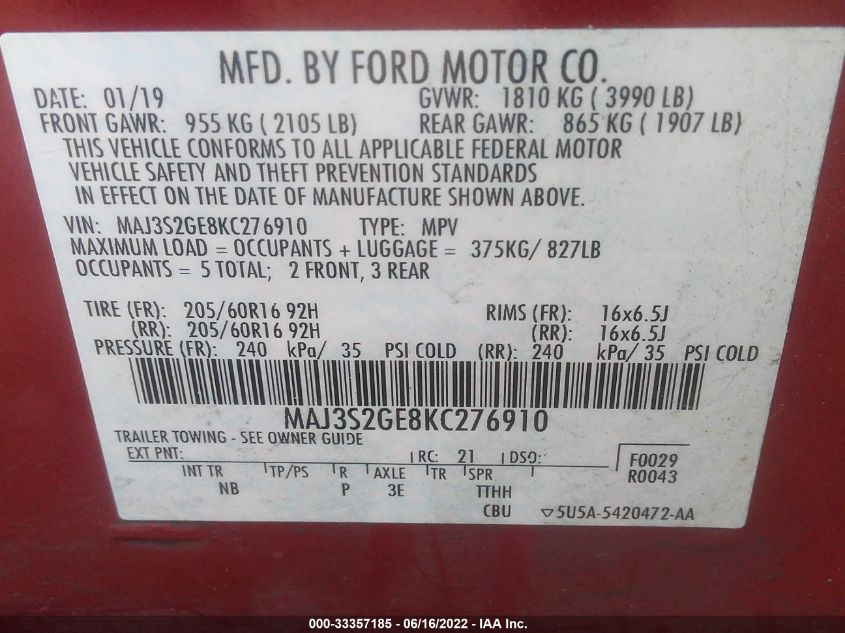 MFD. BY FORD MOTOR CO.
DATE: 01/19 GVWR: 1810 KG ( 3990 LB)
FRONT GAWR: 955 KG ( 2105 LB) REAR GAWR: 865 KG ( 1907 LB)
THIS VEHICLE CONFORMS TO ALL APPLICABLE FEDERAL MOTOR
VEHICLE SAFETY AND THEFT PREVENTION STANDARDS
IN EFFECT ON THE DATE OF MANUFACTURE SHOWN ABOVE.
VIN: MAJ3S2GE8KC276910 TYPE: MPV
MAXIMUM LOAD = OCCUPANTS + LUGGAGE = 375KG/ 827LB
OCCUPANTS = 5 TOTAL; 2 FRONT, 3 REAR
TIRE (FR): 205/60R16 92H RIMS (FR): 16x6.5J
(RR): 205/60R16 92H (RR): 16x6.5J
PRESSURE (FR): 240 kPa/ 35 PSI COLD (RR): 240 kPa/ 35 PSI COLD
MAJ3S2GE8KC276910
TRAILER TOWING - SEE OWNER GUIDE
EXT PNT: RC: 21 DSO: F0029
R0043
INT TR TP/PS R AXLE TR SPR
NB P 3E TTHH
CBU ▽5U5A-5420472-AA
000-33357185 - 06/16/2022 - IAA Inc.